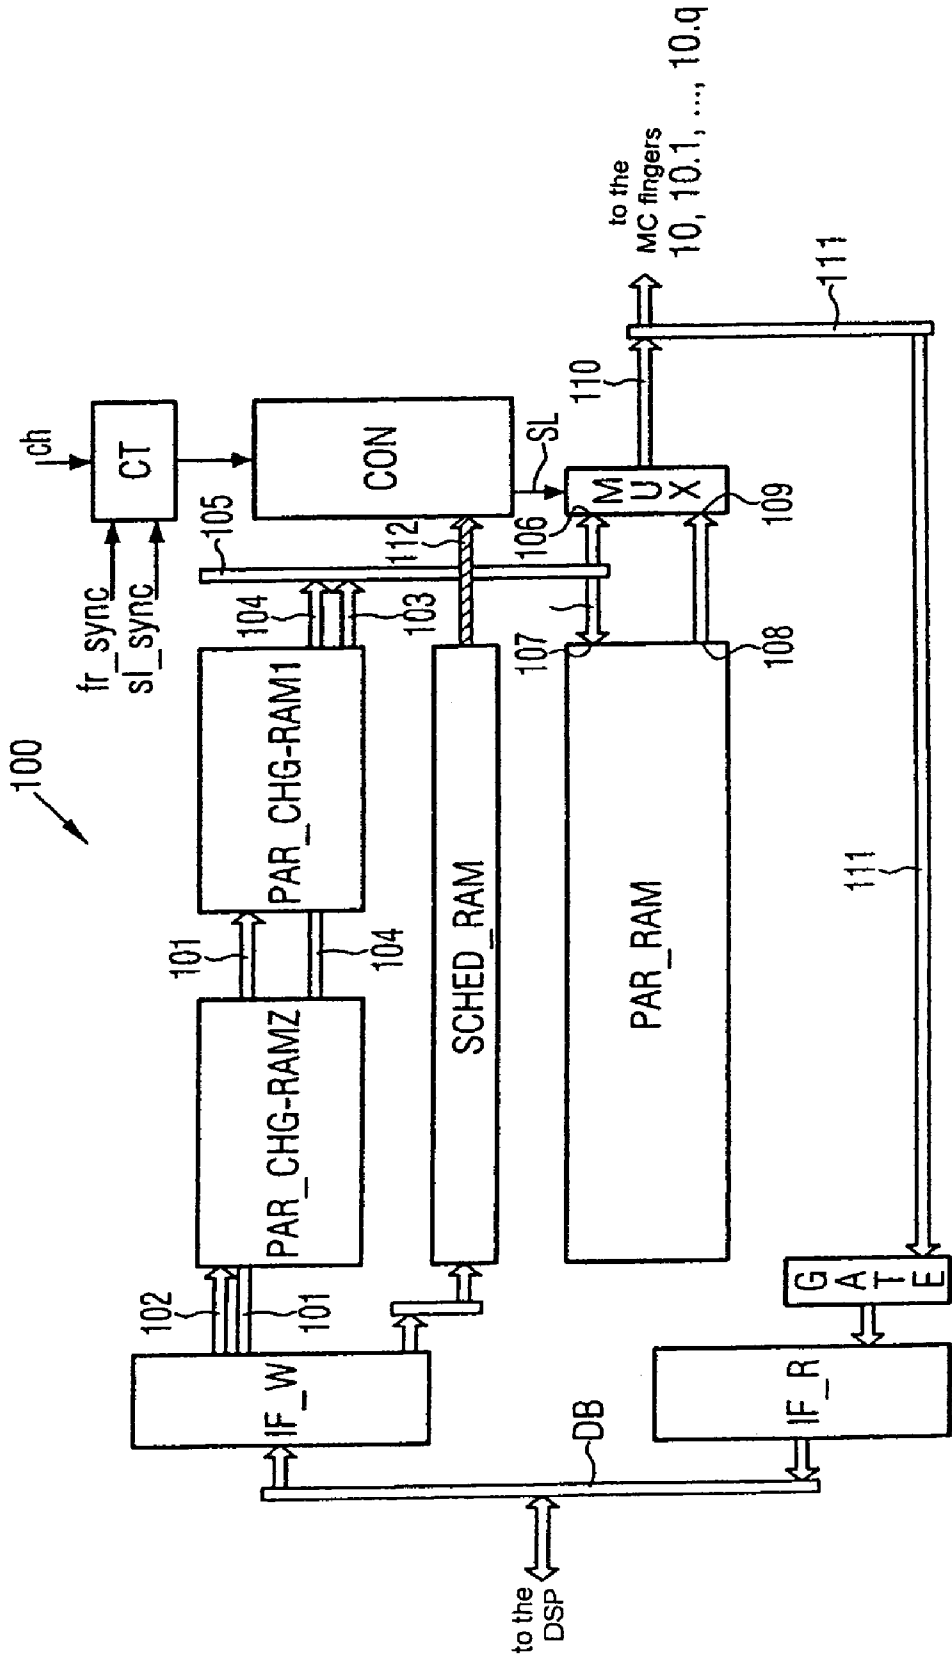 100
fr_sync
sl_sync
ch
CT
105
104
103
PAR_CHG-RAM1
101
104
PAR_CHG-RAMZ
102
101
IF_W
CON
112
SCHED_RAM
SL
106
107
MUX
109
108
110
PAR_RAM
to the
MC fingers
10, 10.1, ..., 10.q
111
111
GATE
IF_R
DB
to the
DSP